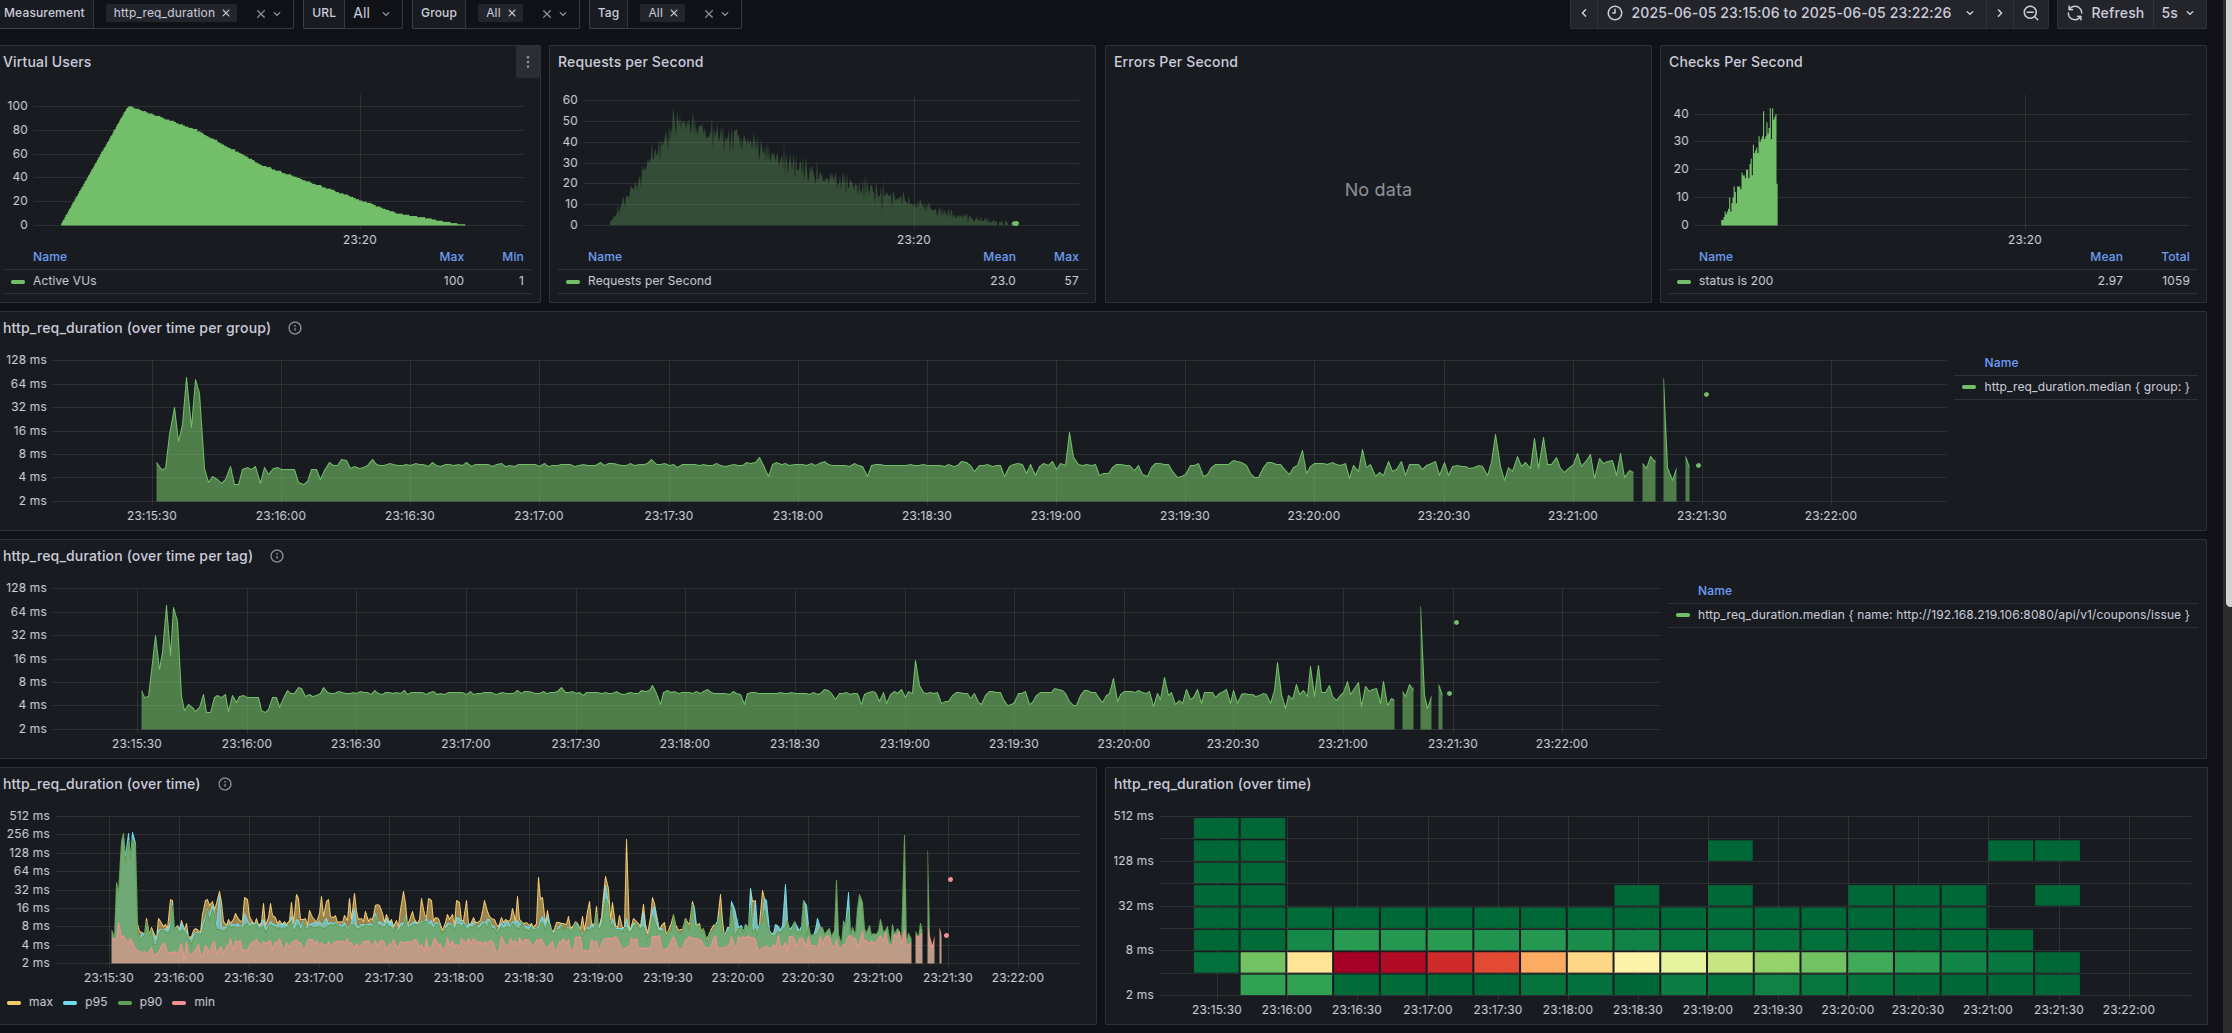 Measurement http_req_duration × × URL All Group All × × Tag All × × 2025-06-05 23:15:06 to 2025-06-05 23:22:26 Refresh 5s
Virtual Users
100
80
60
40
20
0
23:20
Name Max Min
Active VUs 100 1
Requests per Second
60
50
40
30
20
10
0
23:20
Name Mean Max
Requests per Second 23.0 57
Errors Per Second
No data
Checks Per Second
40
30
20
10
0
23:20
Name Mean Total
status is 200 2.97 1059
http_req_duration (over time per group)
128 ms
64 ms
32 ms
16 ms
8 ms
4 ms
2 ms
23:15:30 23:16:00 23:16:30 23:17:00 23:17:30 23:18:00 23:18:30 23:19:00 23:19:30 23:20:00 23:20:30 23:21:00 23:21:30 23:22:00
Name
http_req_duration.median { group: }
http_req_duration (over time per tag)
128 ms
64 ms
32 ms
16 ms
8 ms
4 ms
2 ms
23:15:30 23:16:00 23:16:30 23:17:00 23:17:30 23:18:00 23:18:30 23:19:00 23:19:30 23:20:00 23:20:30 23:21:00 23:21:30 23:22:00
Name
http_req_duration.median { name: http://192.168.219.106:8080/api/v1/coupons/issue }
http_req_duration (over time)
512 ms
256 ms
128 ms
64 ms
32 ms
16 ms
8 ms
4 ms
2 ms
23:15:30 23:16:00 23:16:30 23:17:00 23:17:30 23:18:00 23:18:30 23:19:00 23:19:30 23:20:00 23:20:30 23:21:00 23:21:30 23:22:00
max p95 p90 min
http_req_duration (over time)
512 ms
128 ms
32 ms
8 ms
2 ms
23:15:30 23:16:00 23:16:30 23:17:00 23:17:30 23:18:00 23:18:30 23:19:00 23:19:30 23:20:00 23:20:30 23:21:00 23:21:30 23:22:00